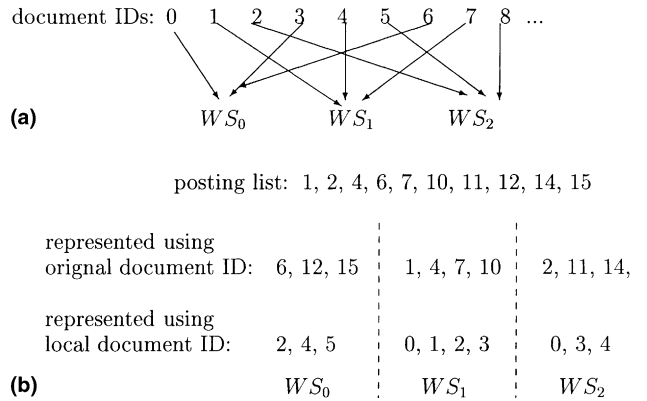 document IDs: 0 1 2 3 4 5 6 7 8 ...
(a) WS0 WS1 WS2
posting list: 1, 2, 4, 6, 7, 10, 11, 12, 14, 15
represented using
orignal document ID: 6, 12, 15 1, 4, 7, 10 2, 11, 14,
represented using
local document ID: 2, 4, 5 0, 1, 2, 3 0, 3, 4
(b) WS0 WS1 WS2